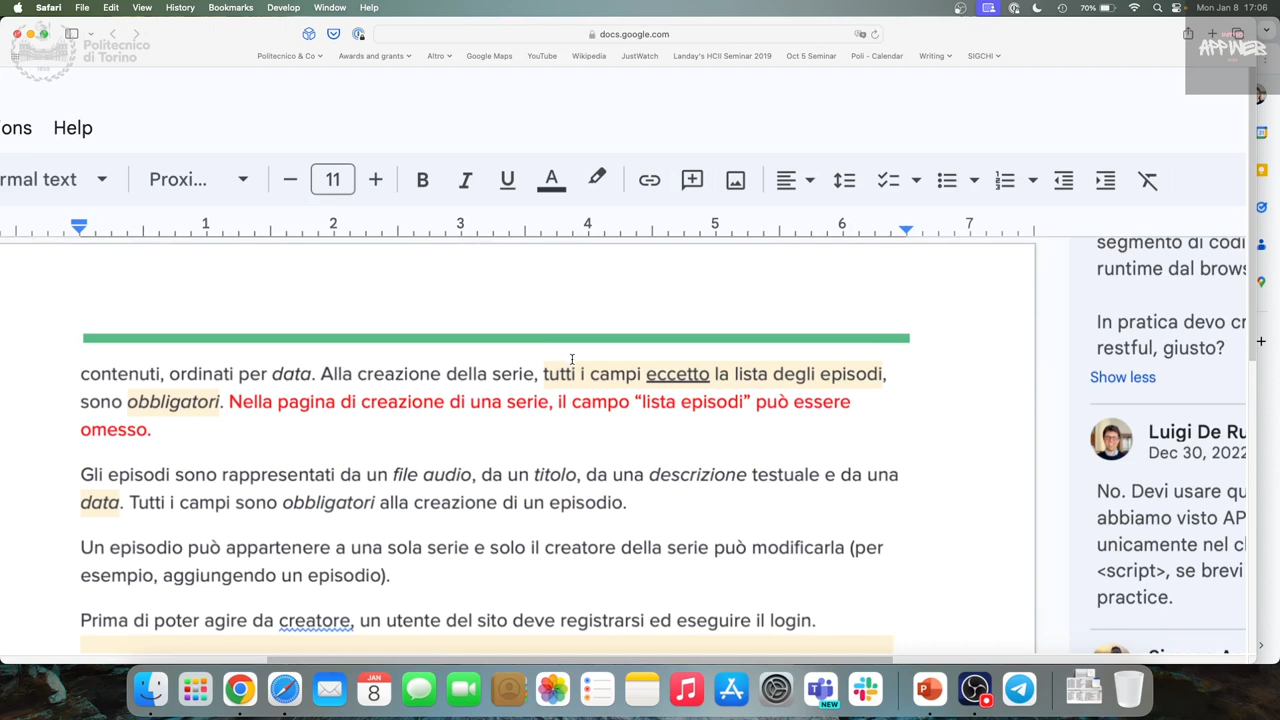 Safari File Edit View History Bookmarks Develop Window Help 70% Mon Jan 8 17:06
Politecnico di Torino
docs.google.com
APPWEB
Politecnico & Co Awards and grants Altro Google Maps YouTube Wikipedia JustWatch Landay's HCII Seminar 2019 Oct 5 Seminar Poli - Calendar Writing SIGCHI
ons Help
rmal text Proxi... 11 B I U A
1 2 3 4 5 6 7
contenuti, ordinati per data. Alla creazione della serie, tutti i campi eccetto la lista degli episodi,
sono obbligatori. Nella pagina di creazione di una serie, il campo “lista episodi” può essere
omesso.
Gli episodi sono rappresentati da un file audio, da un titolo, da una descrizione testuale e da una
data. Tutti i campi sono obbligatori alla creazione di un episodio.
Un episodio può appartenere a una sola serie e solo il creatore della serie può modificarla (per
esempio, aggiungendo un episodio).
Prima di poter agire da creatore, un utente del sito deve registrarsi ed eseguire il login.
segmento di codi
runtime dal brows
In pratica devo cr
restful, giusto?
Show less
Luigi De Ru
Dec 30, 2022
No. Devi usare qu
abbiamo visto AP
unicamente nel cl
<script>, se brevi
practice.
JAN
8
NEW